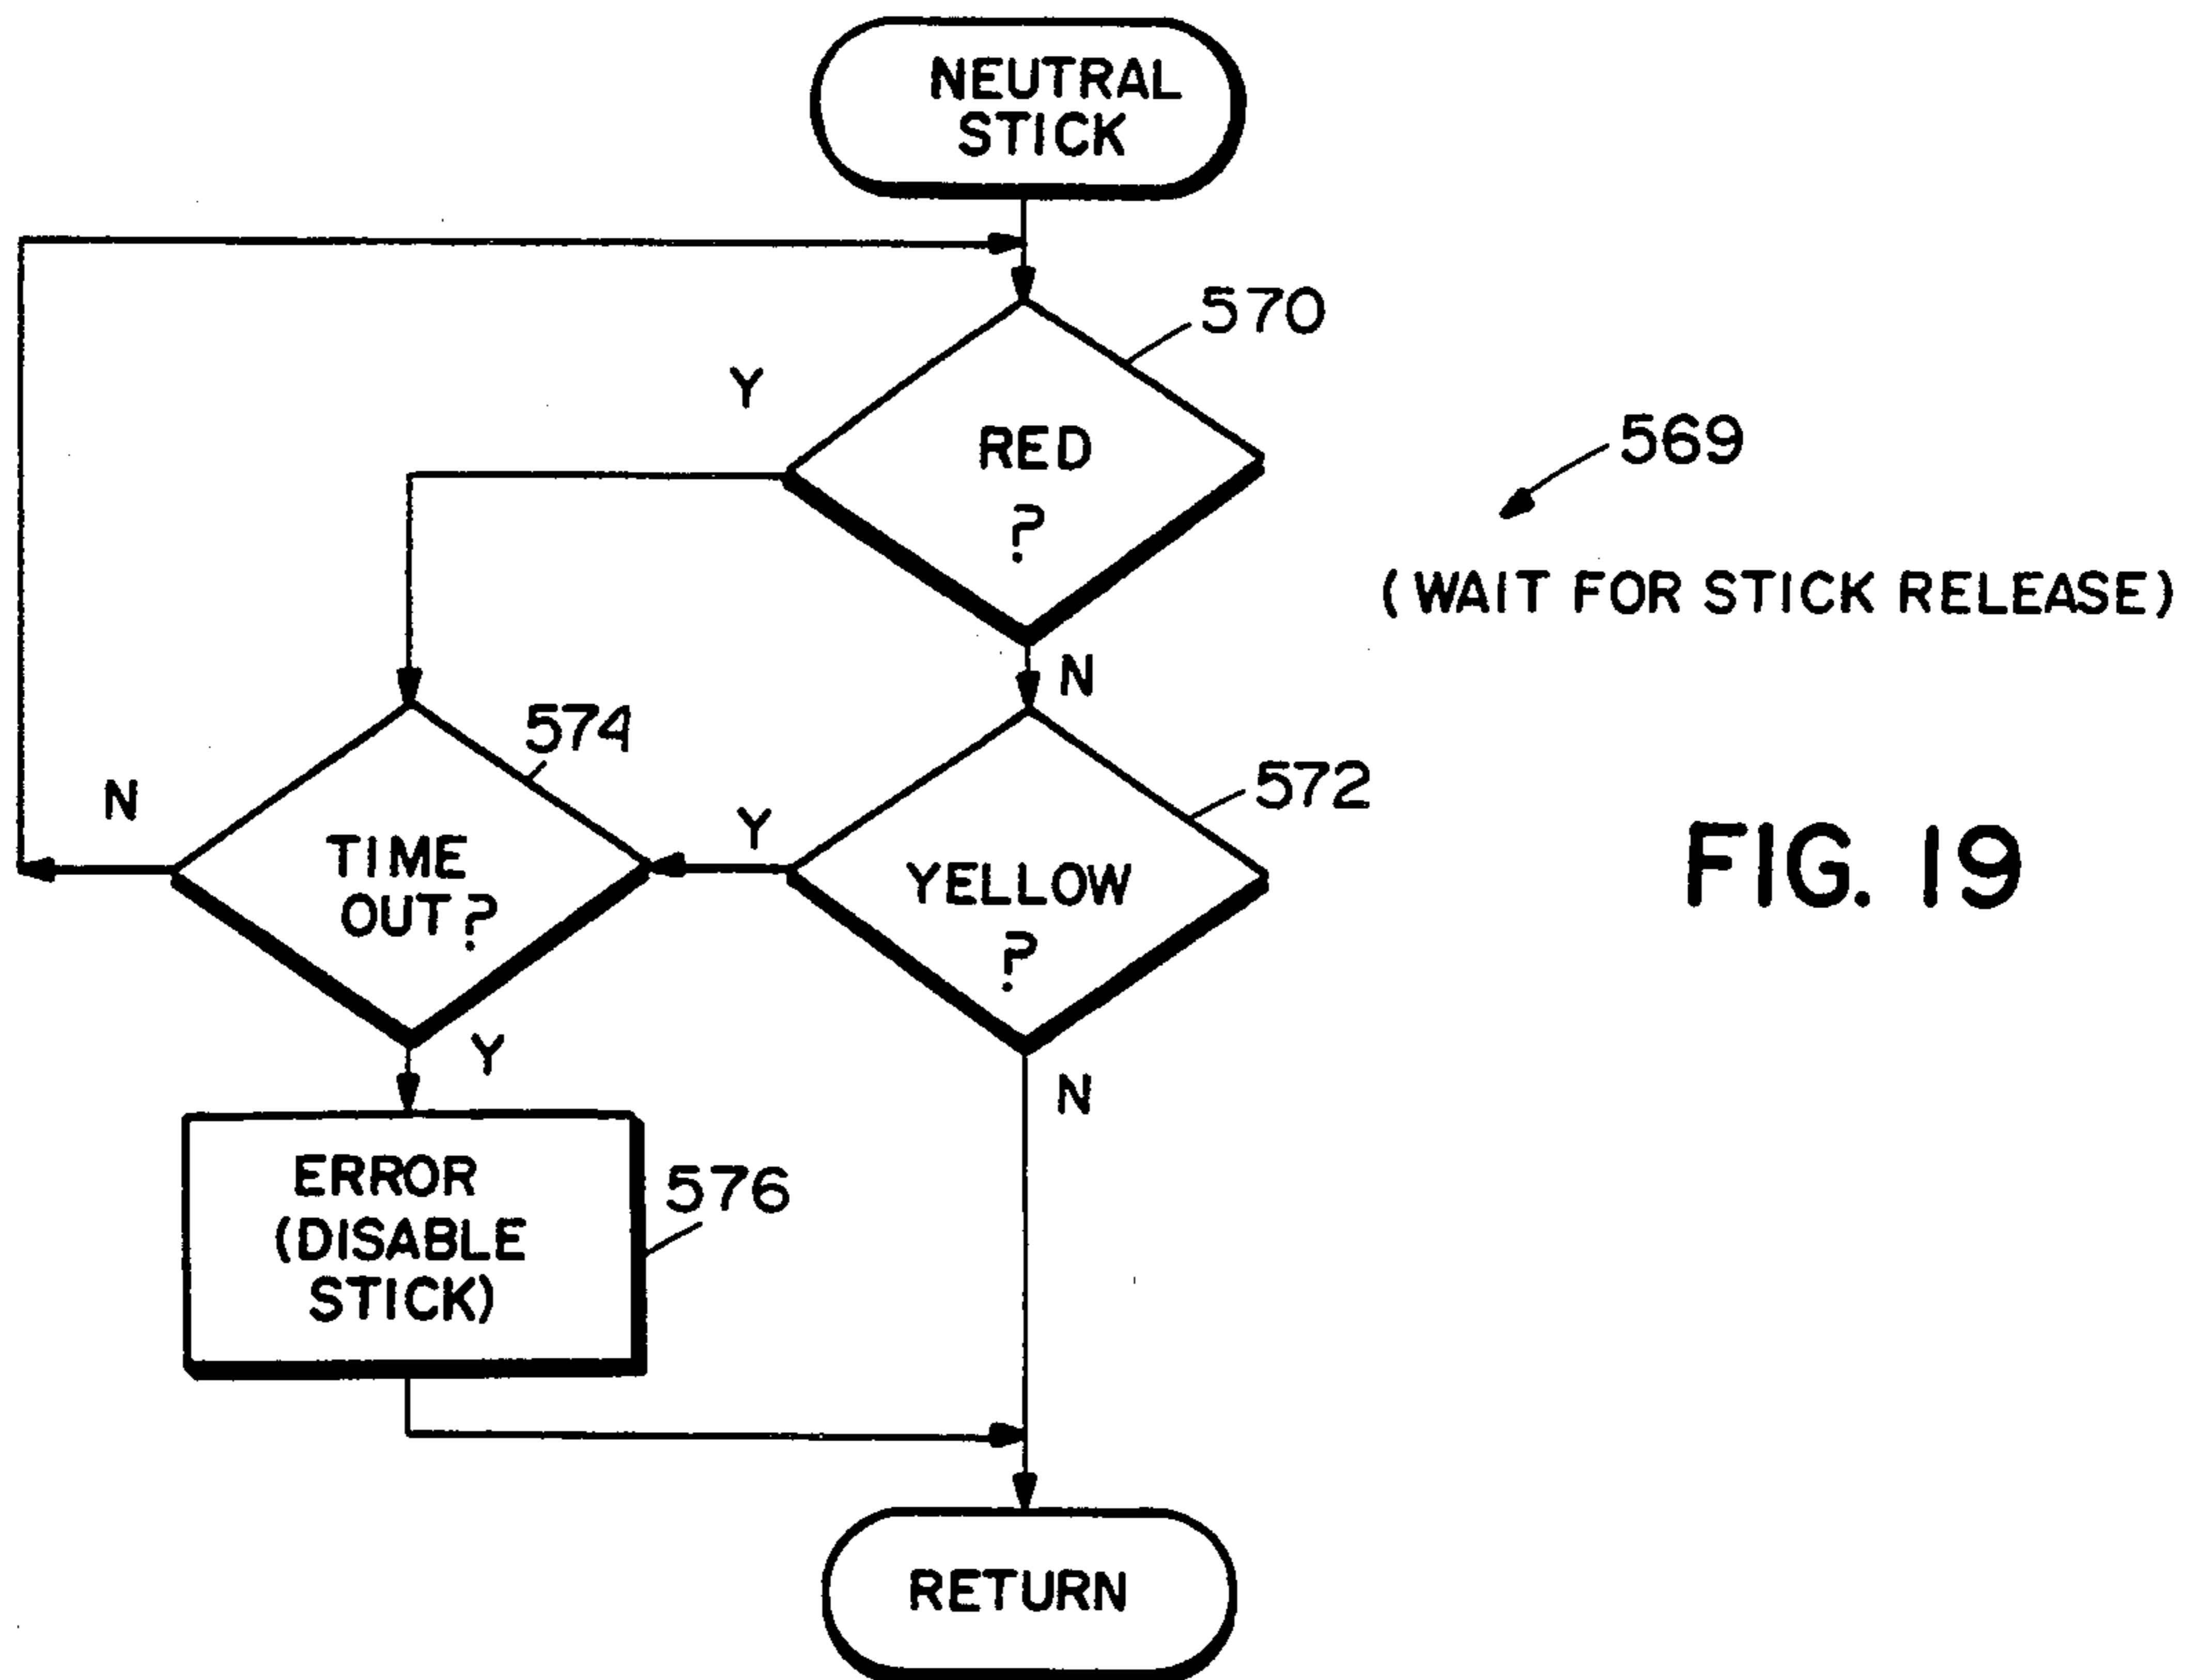 NEUTRAL
STICK
570
Y
RED
?
569
(WAIT FOR STICK RELEASE)
N
574
572
N
Y
TIME
OUT?
YELLOW
?
FIG. 19
Y
N
ERROR
(DISABLE
STICK)
576
RETURN